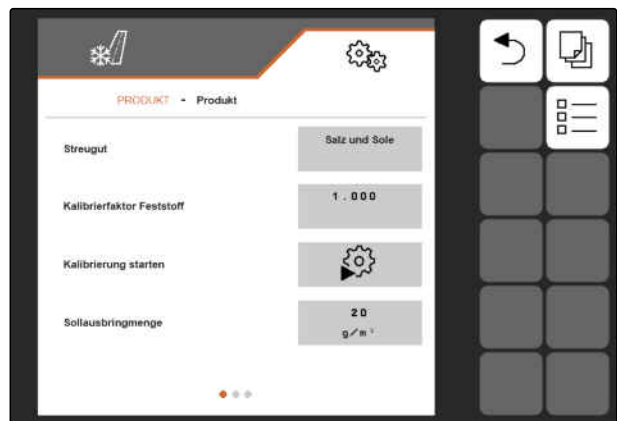 PRODUKT - Produkt
Streugut
Salz und Sole
Kalibrierfaktor Feststoff
1.000
Kalibrierung starten
Sollausbringmenge
20
g/m²